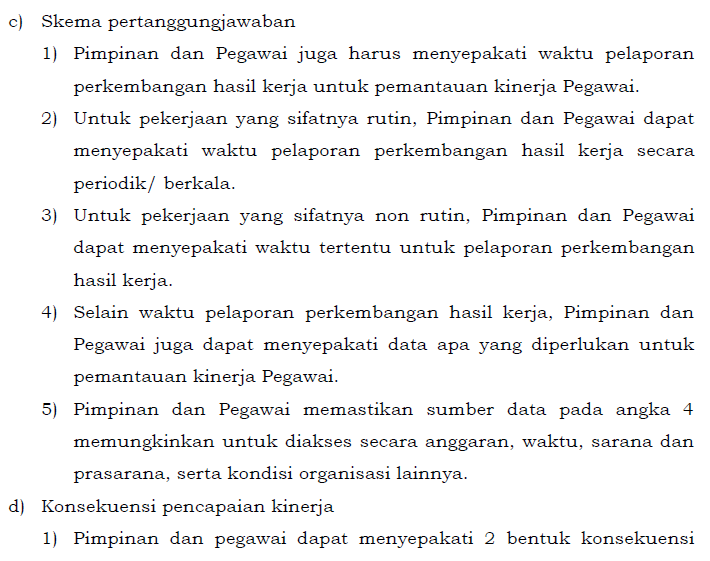 c) Skema pertanggungjawaban
1) Pimpinan dan Pegawai juga harus menyepakati waktu pelaporan
perkembangan hasil kerja untuk pemantauan kinerja Pegawai.
2) Untuk pekerjaan yang sifatnya rutin, Pimpinan dan Pegawai dapat
menyepakati waktu pelaporan perkembangan hasil kerja secara
periodik/ berkala.
3) Untuk pekerjaan yang sifatnya non rutin, Pimpinan dan Pegawai
dapat menyepakati waktu tertentu untuk pelaporan perkembangan
hasil kerja.
4) Selain waktu pelaporan perkembangan hasil kerja, Pimpinan dan
Pegawai juga dapat menyepakati data apa yang diperlukan untuk
pemantauan kinerja Pegawai.
5) Pimpinan dan Pegawai memastikan sumber data pada angka 4
memungkinkan untuk diakses secara anggaran, waktu, sarana dan
prasarana, serta kondisi organisasi lainnya.
d) Konsekuensi pencapaian kinerja
1) Pimpinan dan pegawai dapat menyepakati 2 bentuk konsekuensi